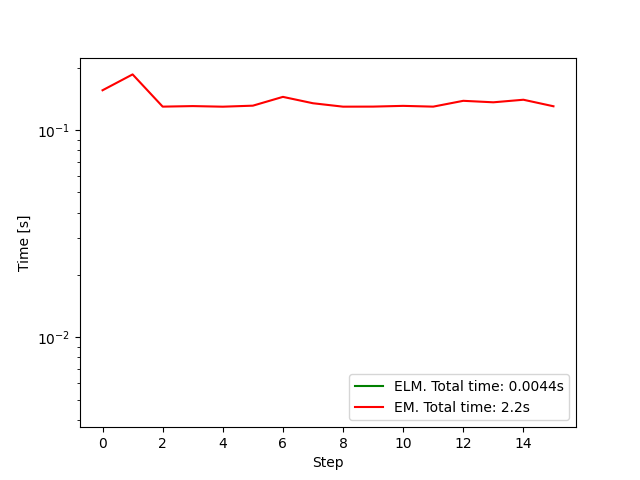 10⁻¹
10⁻²
Time [s]
ELM. Total time: 0.0044s
EM. Total time: 2.2s
0 2 4 6 8 10 12 14
Step